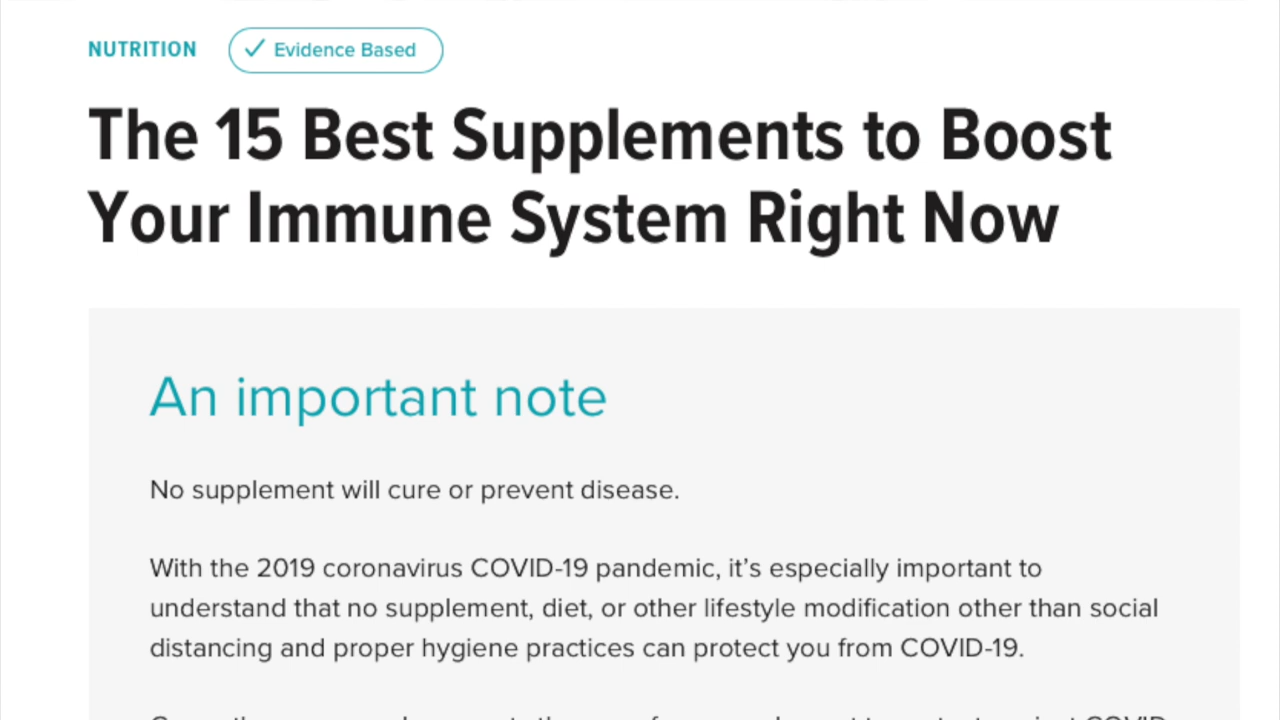 NUTRITION
Evidence Based
The 15 Best Supplements to Boost
Your Immune System Right Now
An important note
No supplement will cure or prevent disease.
With the 2019 coronavirus COVID-19 pandemic, it’s especially important to
understand that no supplement, diet, or other lifestyle modification other than social
distancing and proper hygiene practices can protect you from COVID-19.